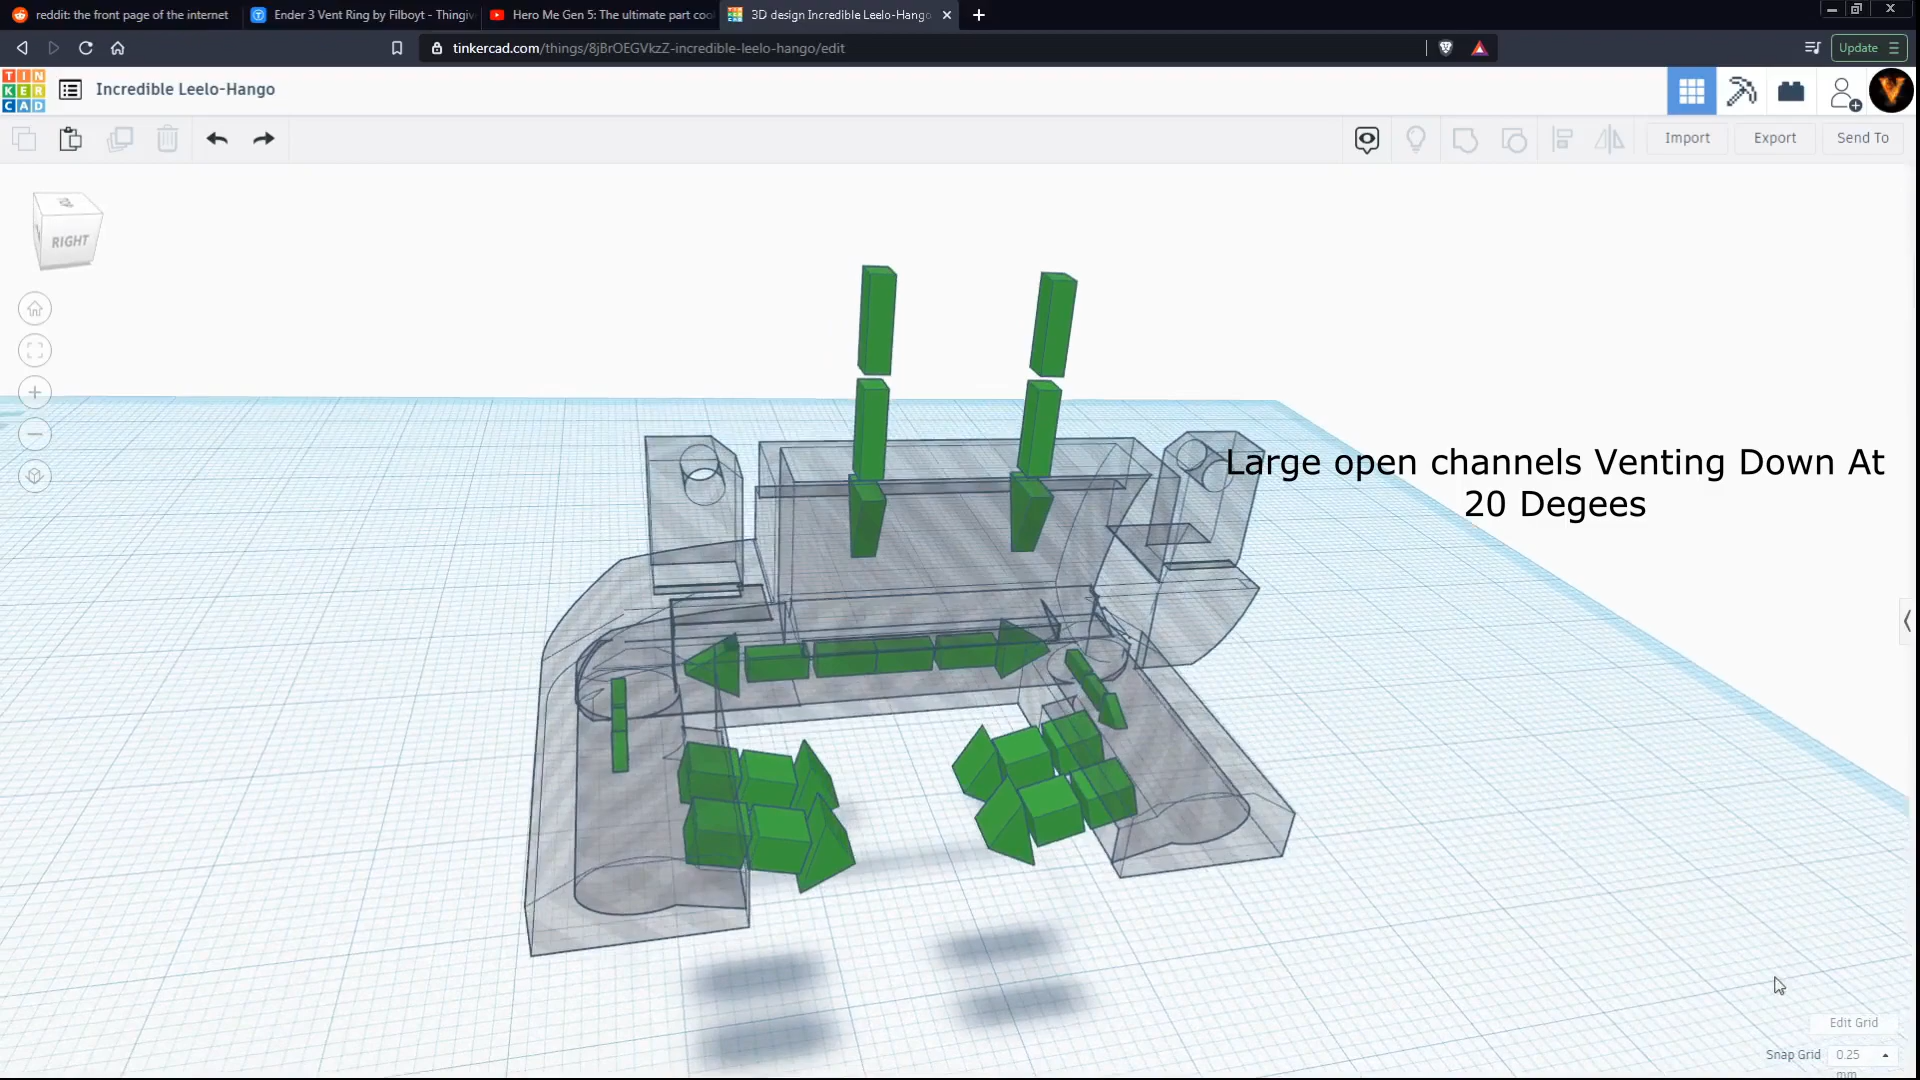 reddit: the front page of the internet
Ender 3 Vent Ring by Filboyt - Thingiv
Hero Me Gen 5: The ultimate part coo
3D design Incredible Leelo-Hango
tinkercad.com/things/8jBrOEGVkzZ-incredible-leelo-hango/edit
Update
TIN
KER
CAD
Incredible Leelo-Hango
Import
Export
Send To
RIGHT
Large open channels Venting Down At
20 Degees
Edit Grid
Snap Grid 0.25
mm